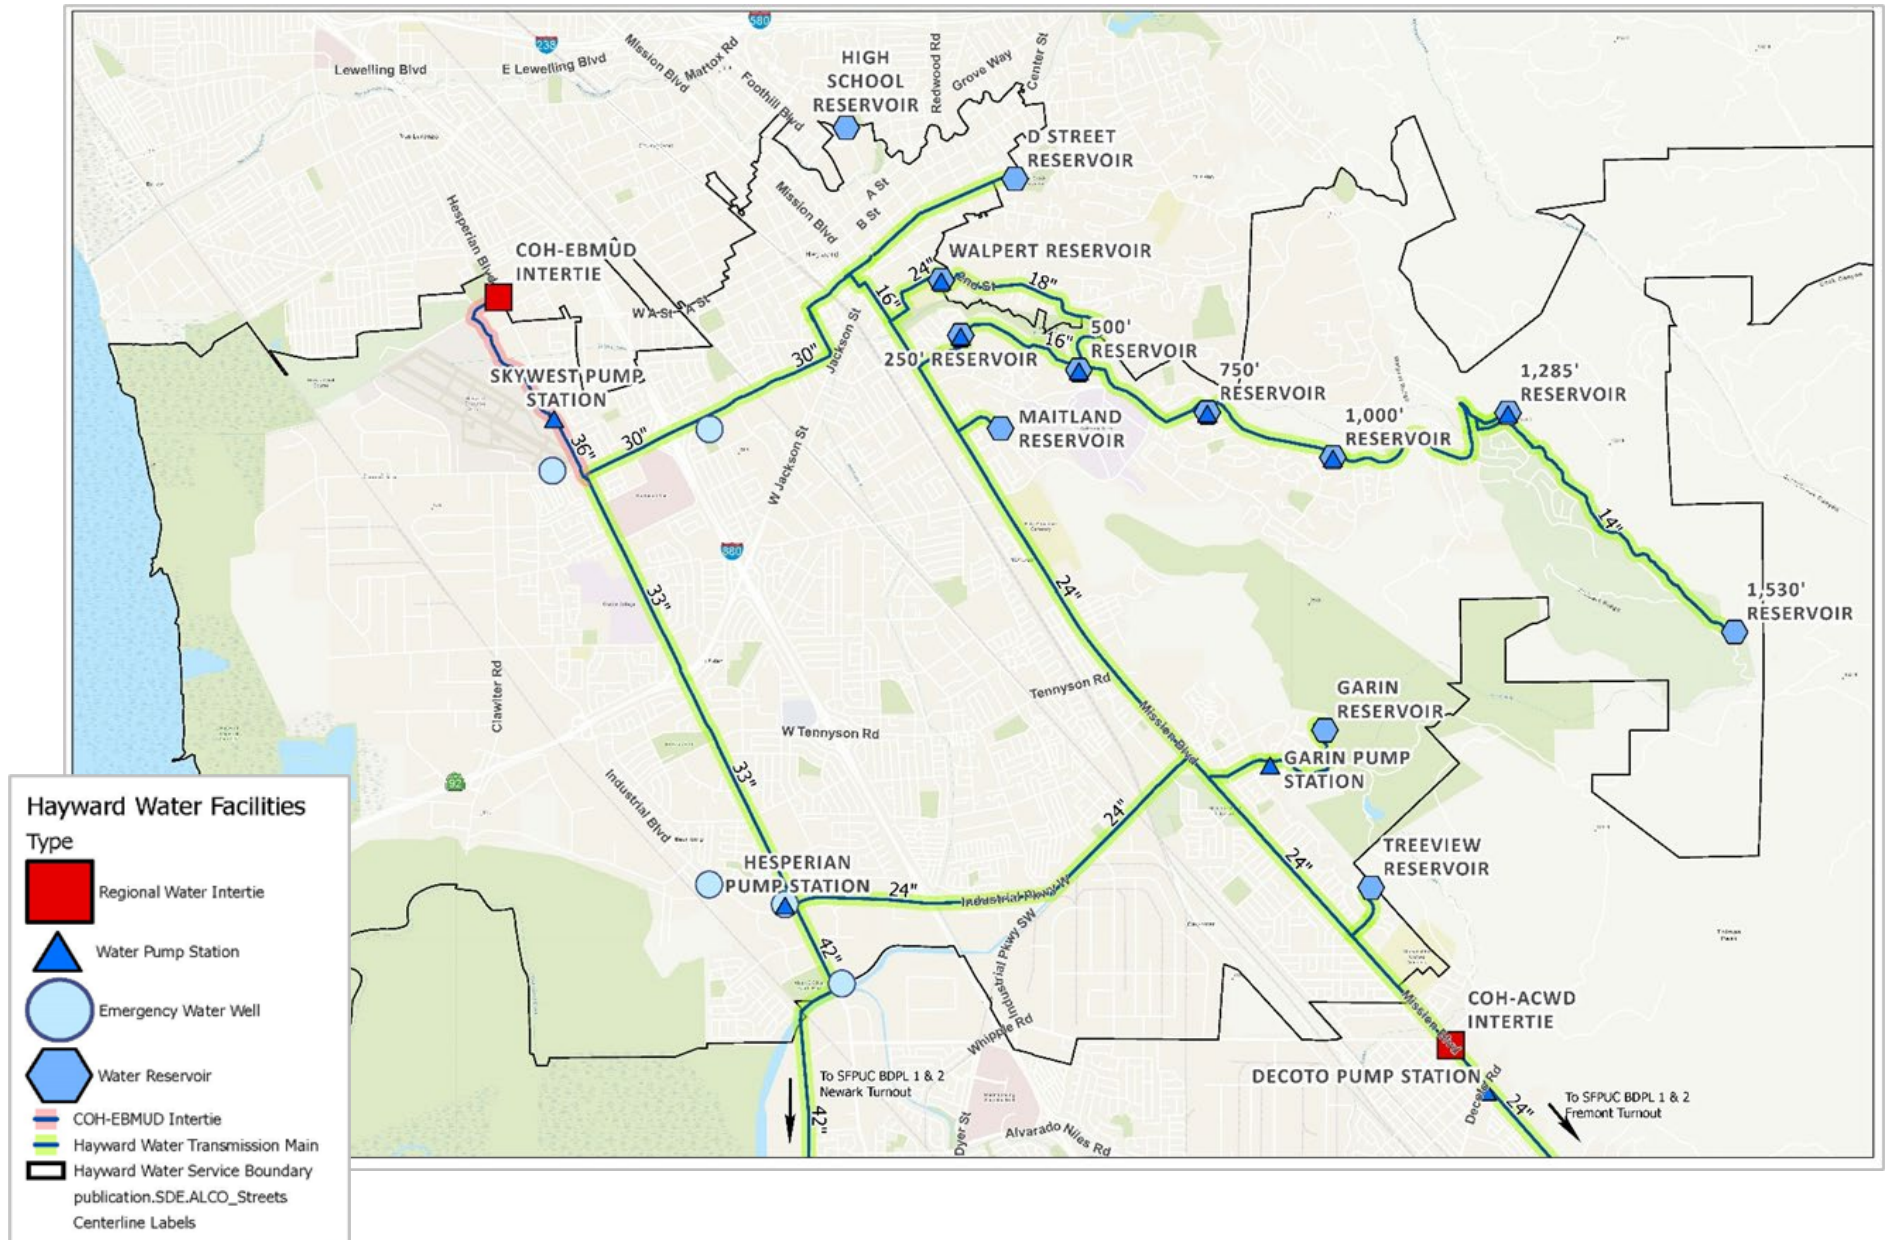 580
238
Lewelling Blvd
E Lewelling Blvd
Mission Blvd
Mattox Rd
Foothill Blvd
HIGH
SCHOOL
RESERVOIR
Redwood Rd
Grove Way
Center St
D STREET
RESERVOIR
A St
B St
Mission Blvd
Hayward
Hesperian Blvd
COH-EBMUD
INTERTIE
W A St
A St
WALPERT RESERVOIR
24"
2nd St
18"
16"
250' RESERVOIR
16"
500'
RESERVOIR
750'
RESERVOIR
1,000'
RESERVOIR
1,285'
RESERVOIR
14"
1,530'
RESERVOIR
SKYWEST PUMP
STATION
36"
30"
30"
Jackson St
W Jackson St
MAITLAND
RESERVOIR
880
33"
24"
Clawiter Rd
Tennyson Rd
W Tennyson Rd
Mission Blvd
GARIN
RESERVOIR
GARIN PUMP
STATION
92
Industrial Blvd
33"
24"
24"
TREEVIEW
RESERVOIR
HESPERIAN
PUMP STATION
24"
Industrial Pkwy W
Industrial Pkwy SW
42"
Whipple Rd
Mission Blvd
COH-ACWD
INTERTIE
DECOTO PUMP STATION
Decoto Rd
24"
To SFPUC BDPL 1 & 2
Fremont Turnout
To SFPUC BDPL 1 & 2
Newark Turnout
42"
Dyer St
Alvarado Niles Rd
Hayward Water Facilities
Type
Regional Water Intertie
Water Pump Station
Emergency Water Well
Water Reservoir
COH-EBMUD Intertie
Hayward Water Transmission Main
Hayward Water Service Boundary
publication.SDE.ALCO_Streets
Centerline Labels